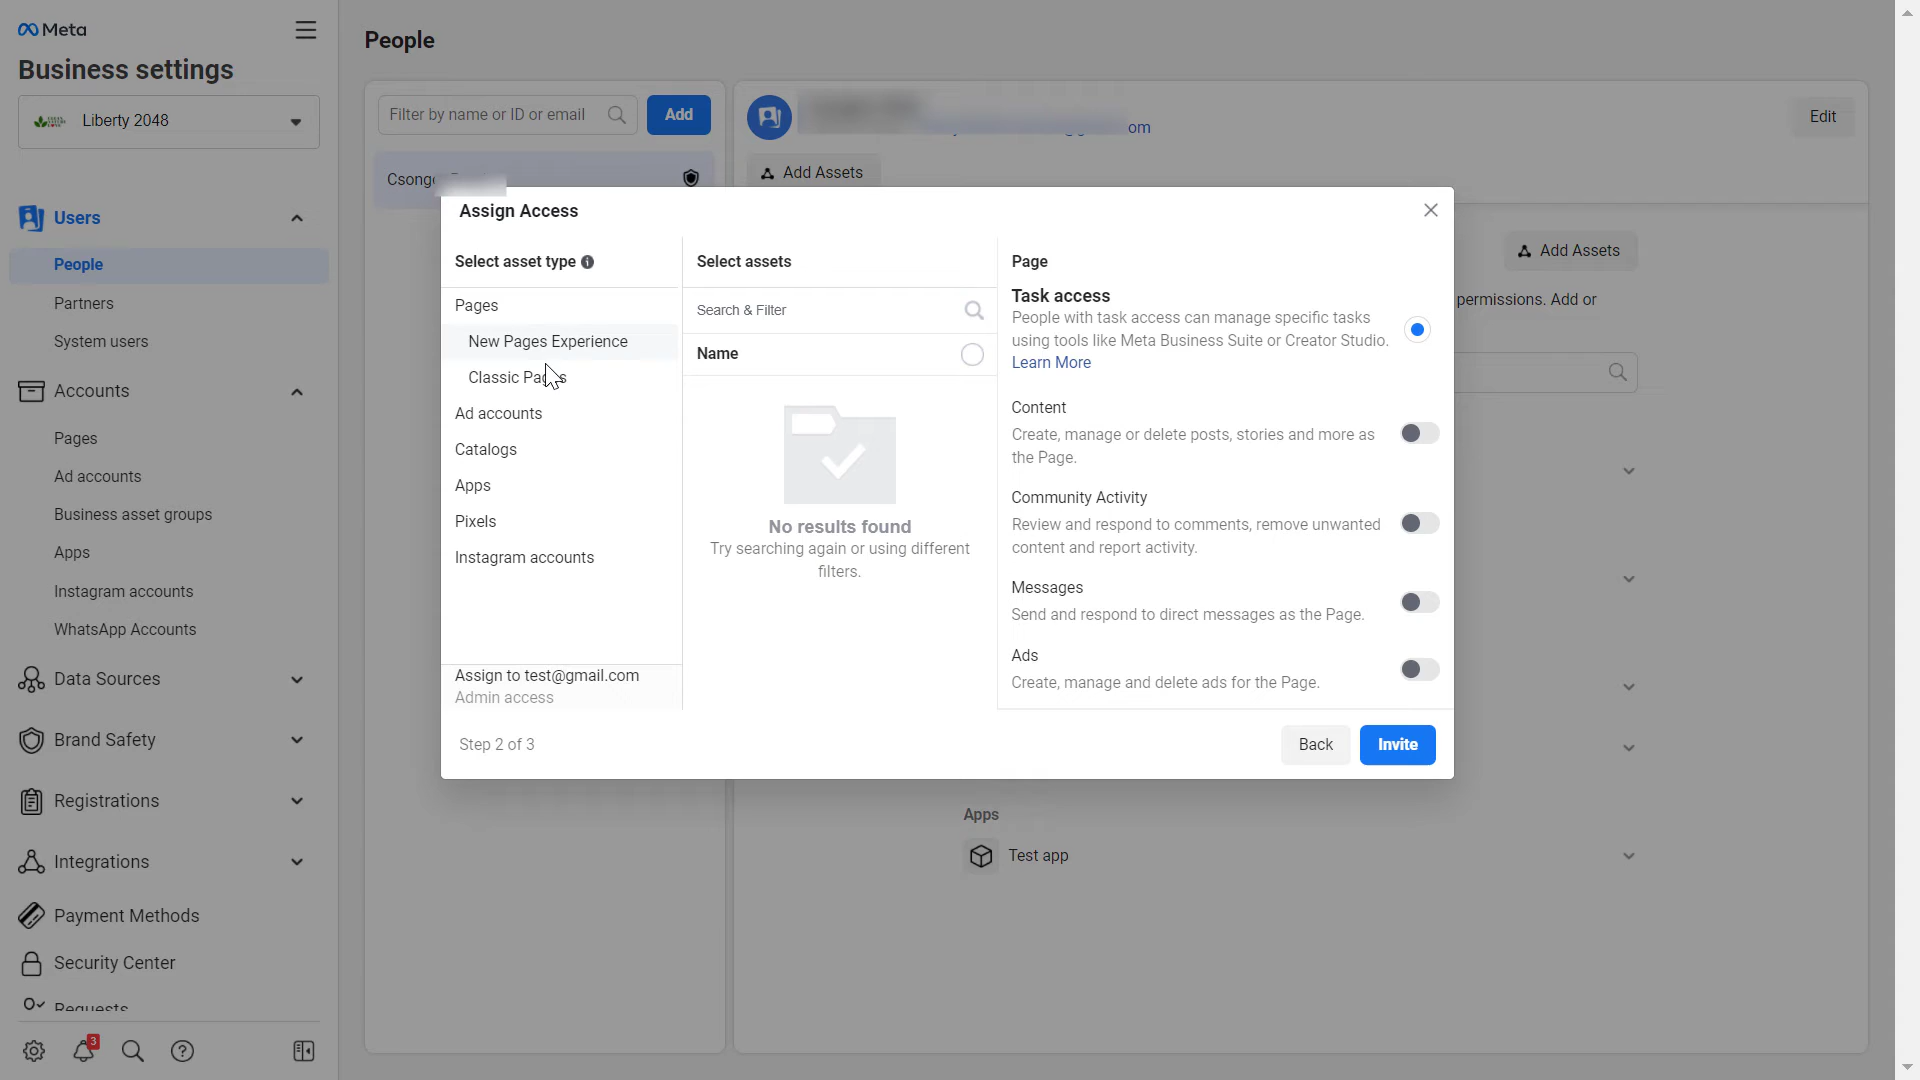 Meta
Business settings
Liberty 2048
Users
People
Partners
System users
Accounts
Pages
Ad accounts
Business asset groups
Apps
Instagram accounts
WhatsApp Accounts
Data Sources
Brand Safety
Registrations
Integrations
Payment Methods
Security Center
Requests
3
People
Filter by name or ID or email
Add
om
Edit
Add Assets
Add Assets
permissions. Add or
Assign Access
Select asset type
Pages
New Pages Experience
Classic Pages
Ad accounts
Catalogs
Apps
Pixels
Instagram accounts
Assign to test@gmail.com
Admin access
Select assets
Search & Filter
Name
No results found
Try searching again or using different
filters.
Page
Task access
People with task access can manage specific tasks
using tools like Meta Business Suite or Creator Studio.
Learn More
Content
Create, manage or delete posts, stories and more as
the Page.
Community Activity
Review and respond to comments, remove unwanted
content and report activity.
Messages
Send and respond to direct messages as the Page.
Ads
Create, manage and delete ads for the Page.
Step 2 of 3
Back
Invite
Apps
Test app